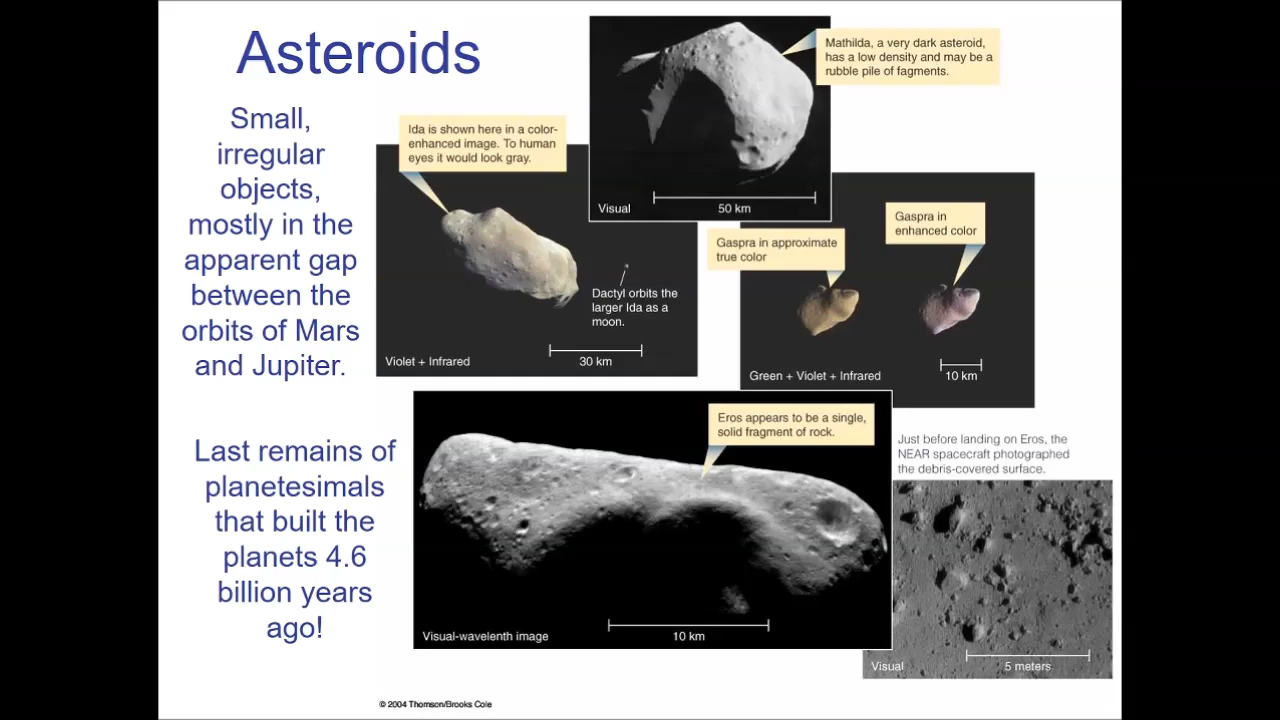 Asteroids
Small,
irregular
objects,
mostly in the
apparent gap
between the
orbits of Mars
and Jupiter.
Last remains of
planetesimals
that built the
planets 4.6
billion years
ago!
Mathilda, a very dark asteroid,
has a low density and may be a
rubble pile of fagments.
Visual
50 km
Ida is shown here in a color-
enhanced image. To human
eyes it would look gray.
Dactyl orbits the
larger Ida as a
moon.
Violet + Infrared
30 km
Gaspra in approximate
true color
Gaspra in
enhanced color
Green + Violet + Infrared
10 km
Eros appears to be a single,
solid fragment of rock.
Visual-wavelenth image
10 km
Just before landing on Eros, the
NEAR spacecraft photographed
the debris-covered surface.
Visual
5 meters
© 2004 Thomson/Brooks Cole